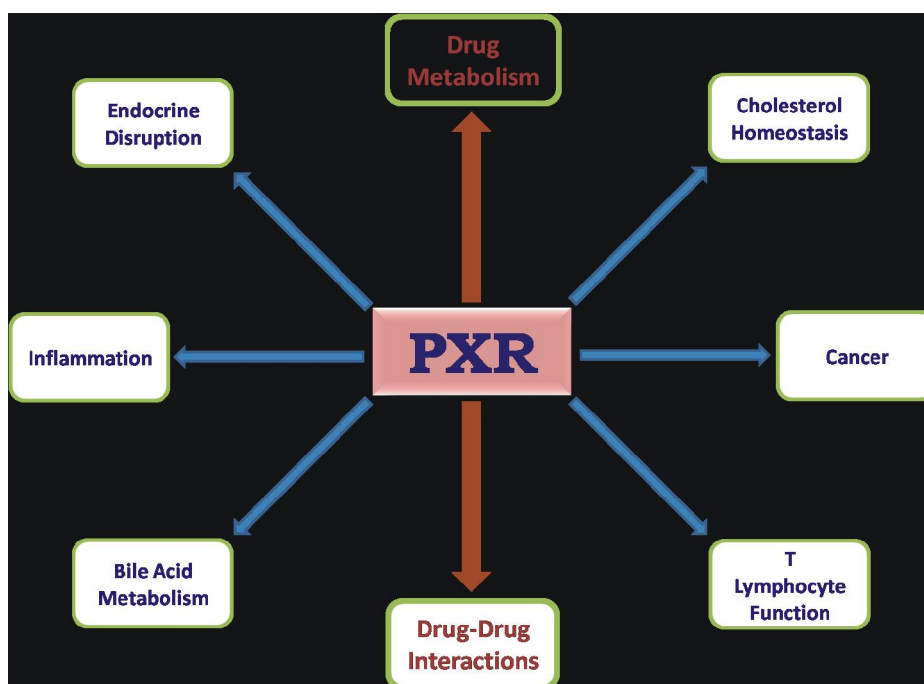 Drug
Metabolism
Endocrine
Disruption
Cholesterol
Homeostasis
Inflammation
PXR
Cancer
Bile Acid
Metabolism
T
Lymphocyte
Function
Drug-Drug
Interactions